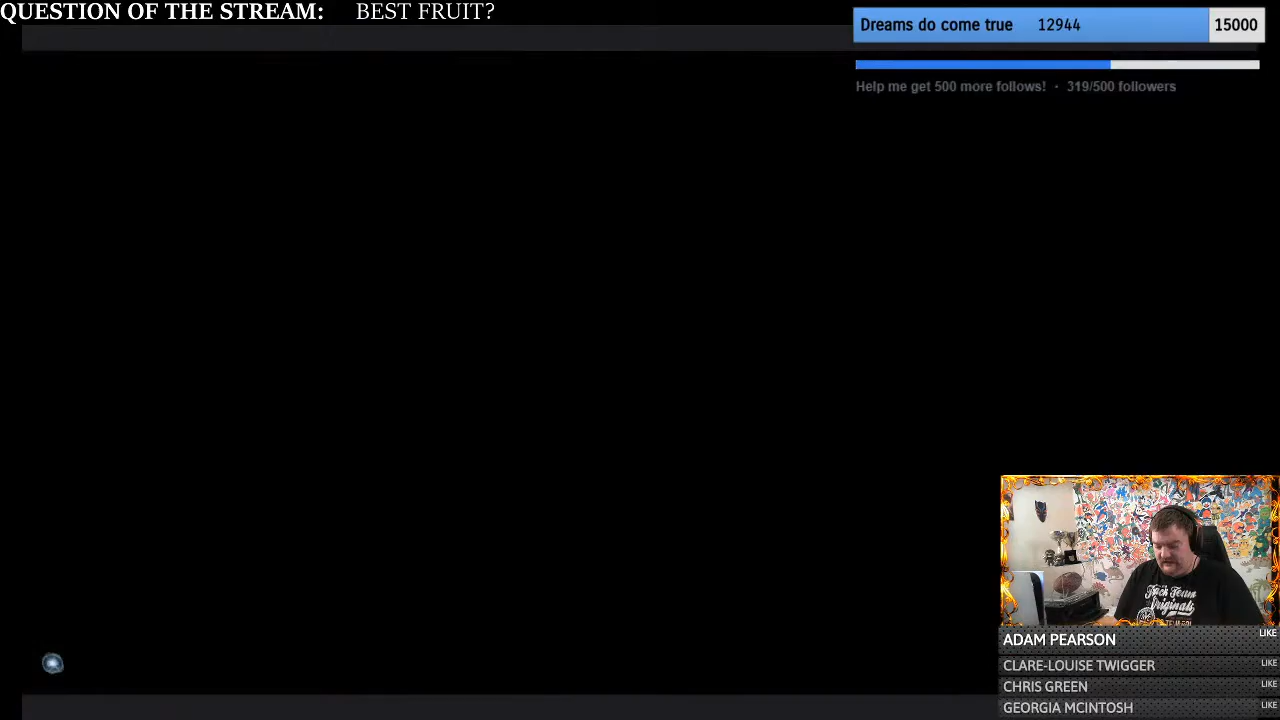 QUESTION OF THE STREAM: BEST FRUIT?
Dreams do come true 12944 15000
Help me get 500 more follows! · 319/500 followers
ADAM PEARSON LIKE
CLARE-LOUISE TWIGGER LIKE
CHRIS GREEN LIKE
GEORGIA MCINTOSH LIKE